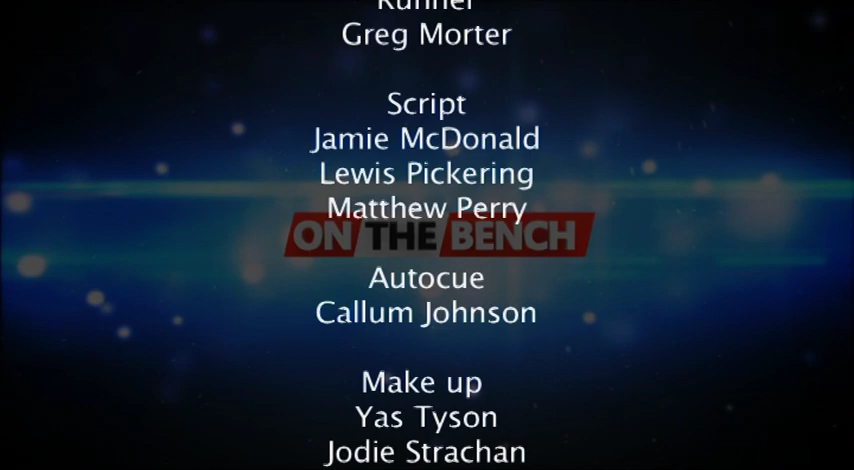 Runner
Greg Morter
Script
Jamie McDonald
Lewis Pickering
Matthew Perry
ON THE BENCH
Autocue
Callum Johnson
Make up
Yas Tyson
Jodie Strachan